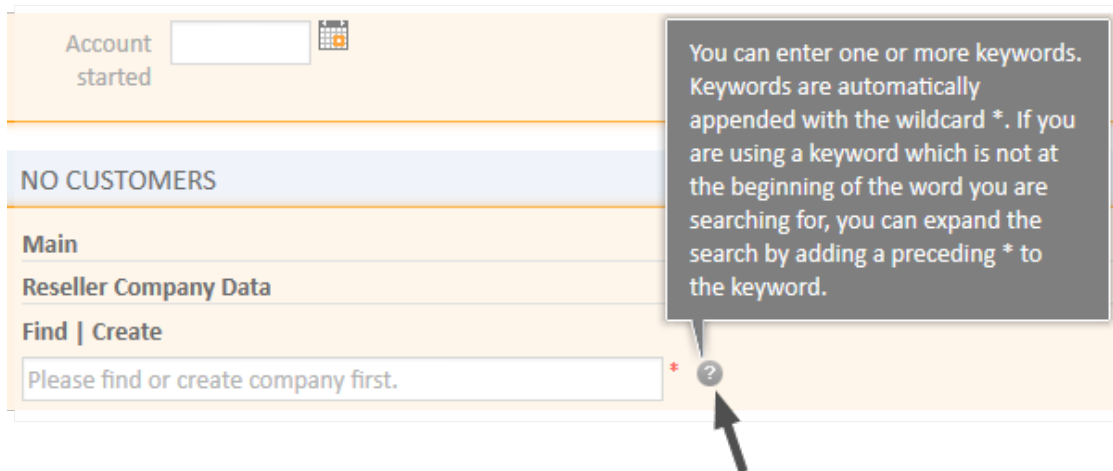 Account
started
You can enter one or more keywords.
Keywords are automatically
appended with the wildcard *. If you
are using a keyword which is not at
the beginning of the word you are
searching for, you can expand the
search by adding a preceding * to
the keyword.
NO CUSTOMERS
Main
Reseller Company Data
Find | Create
Please find or create company first. * ?